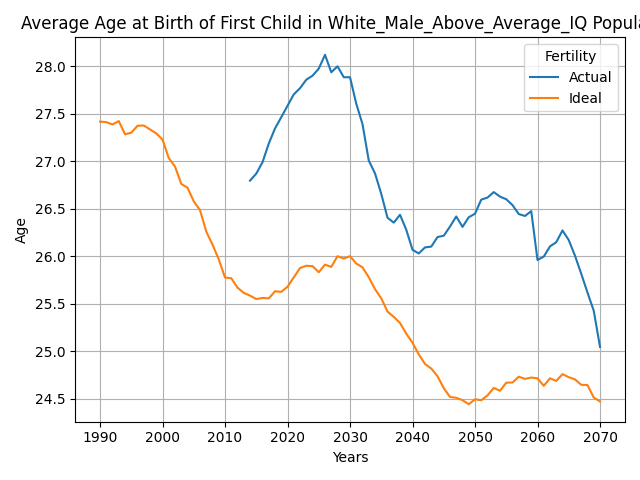 Average Age at Birth of First Child in White_Male_Above_Average_IQ Popula
Fertility
Actual
Ideal
28.0
27.5
27.0
26.5
26.0
25.5
25.0
24.5
Age
1990 2000 2010 2020 2030 2040 2050 2060 2070
Years